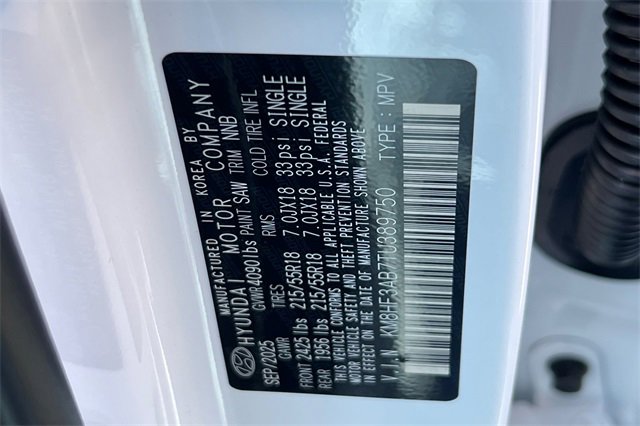 MANUFACTURED IN KOREA BY
HYUNDAI MOTOR COMPANY
SEP/2025 GVWR 4090 lbs PAINT SAW TRIM NNB
GAWR TIRES RIMS COLD TIRE INFL
FRONT 2425 lbs 215/55R18 7.0JX18 33psi SINGLE
REAR 1956 lbs 215/55R18 7.0JX18 33psi SINGLE
THIS VEHICLE CONFORMS TO ALL APPLICABLE U.S.A. FEDERAL
MOTOR VEHICLE SAFETY, BUMPER, AND THEFT PREVENTION STANDARDS
IN EFFECT ON THE DATE OF MANUFACTURE SHOWN ABOVE
V.I.N. KM8HF3AB7TU389750 TYPE : MPV